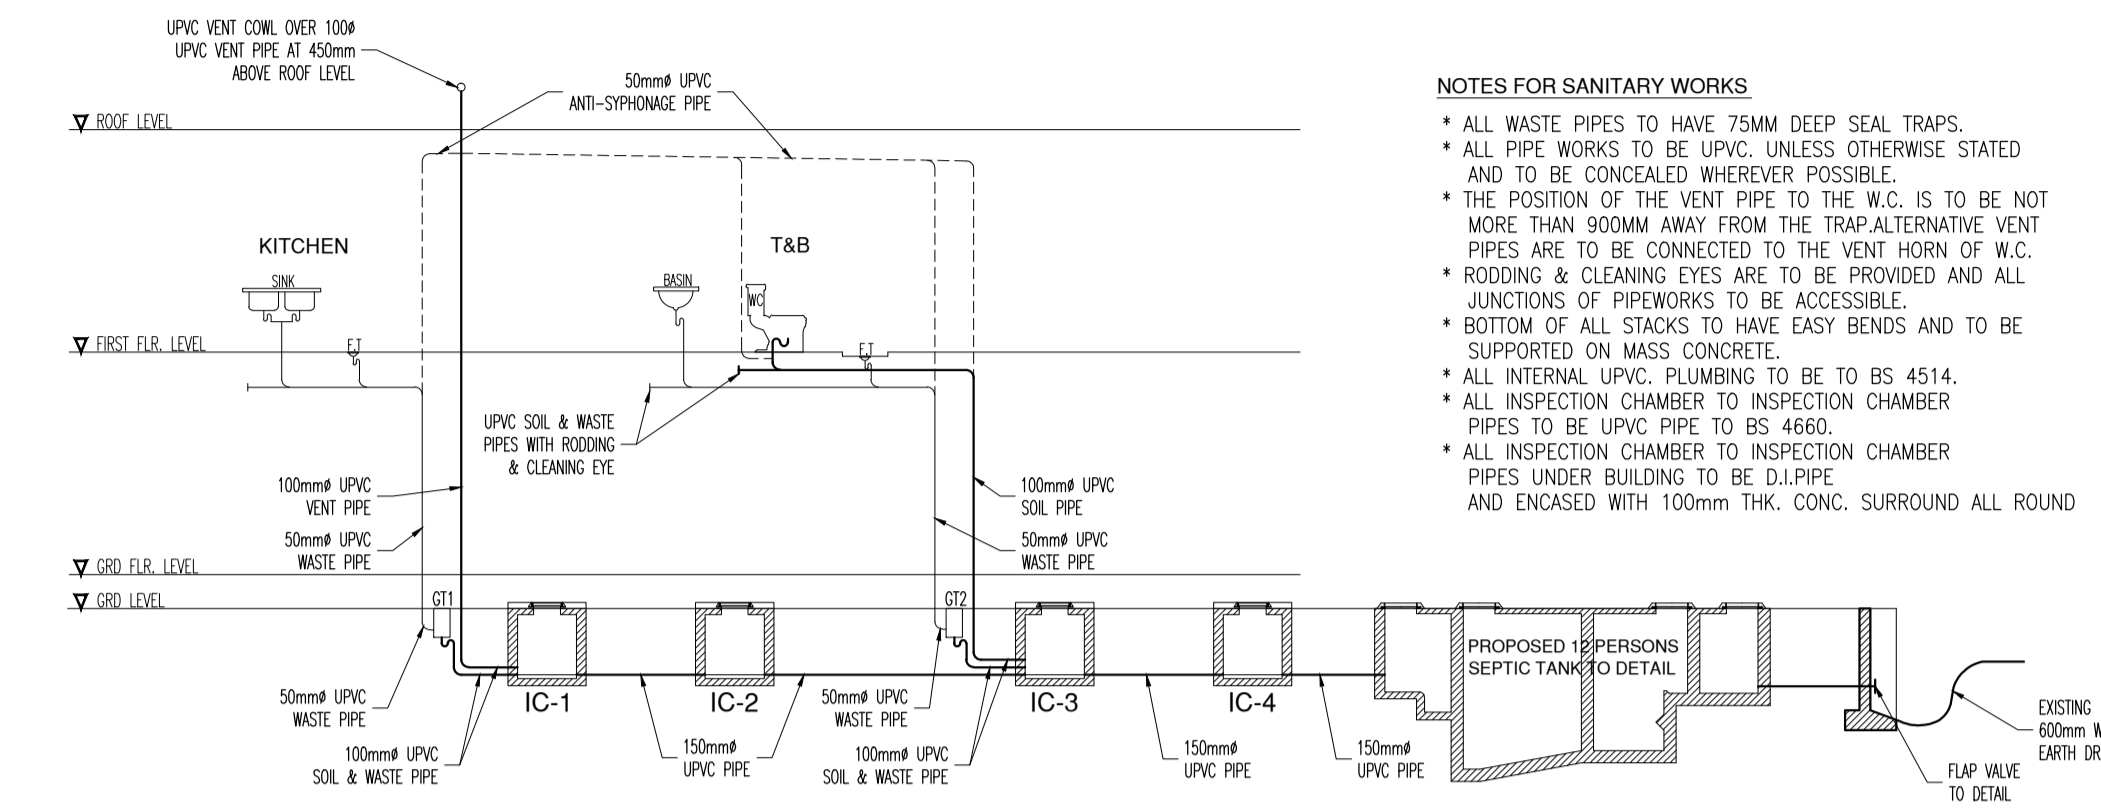 UPVC VENT COWL OVER 100ø
UPVC VENT PIPE AT 450mm
ABOVE ROOF LEVEL
50mmø UPVC
ANTI-SYPHONAGE PIPE
ROOF LEVEL
KITCHEN
T&B
SINK
BASIN
WC
FIRST FLR. LEVEL
F.T
F.T
UPVC SOIL & WASTE
PIPES WITH RODDING
& CLEANING EYE
100mmø UPVC
VENT PIPE
50mmø UPVC
WASTE PIPE
100mmø UPVC
SOIL PIPE
50mmø UPVC
WASTE PIPE
GRD FLR. LEVEL
GRD LEVEL
GT1
GT2
PROPOSED 12 PERSONS
SEPTIC TANK TO DETAIL
IC-1
IC-2
IC-3
IC-4
50mmø UPVC
WASTE PIPE
100mmø UPVC
SOIL & WASTE PIPE
150mmø
UPVC PIPE
50mmø UPVC
WASTE PIPE
100mmø UPVC
SOIL & WASTE PIPE
150mmø
UPVC PIPE
150mmø
UPVC PIPE
FLAP VALVE
TO DETAIL
EXISTING
600mm W
EARTH DR
NOTES FOR SANITARY WORKS
* ALL WASTE PIPES TO HAVE 75MM DEEP SEAL TRAPS.
* ALL PIPE WORKS TO BE UPVC. UNLESS OTHERWISE STATED
AND TO BE CONCEALED WHEREVER POSSIBLE.
* THE POSITION OF THE VENT PIPE TO THE W.C. IS TO BE NOT
MORE THAN 900MM AWAY FROM THE TRAP.ALTERNATIVE VENT
PIPES ARE TO BE CONNECTED TO THE VENT HORN OF W.C.
* RODDING & CLEANING EYES ARE TO BE PROVIDED AND ALL
JUNCTIONS OF PIPEWORKS TO BE ACCESSIBLE.
* BOTTOM OF ALL STACKS TO HAVE EASY BENDS AND TO BE
SUPPORTED ON MASS CONCRETE.
* ALL INTERNAL UPVC. PLUMBING TO BE TO BS 4514.
* ALL INSPECTION CHAMBER TO INSPECTION CHAMBER
PIPES TO BE UPVC PIPE TO BS 4660.
* ALL INSPECTION CHAMBER TO INSPECTION CHAMBER
PIPES UNDER BUILDING TO BE D.I.PIPE
AND ENCASED WITH 100mm THK. CONC. SURROUND ALL ROUND